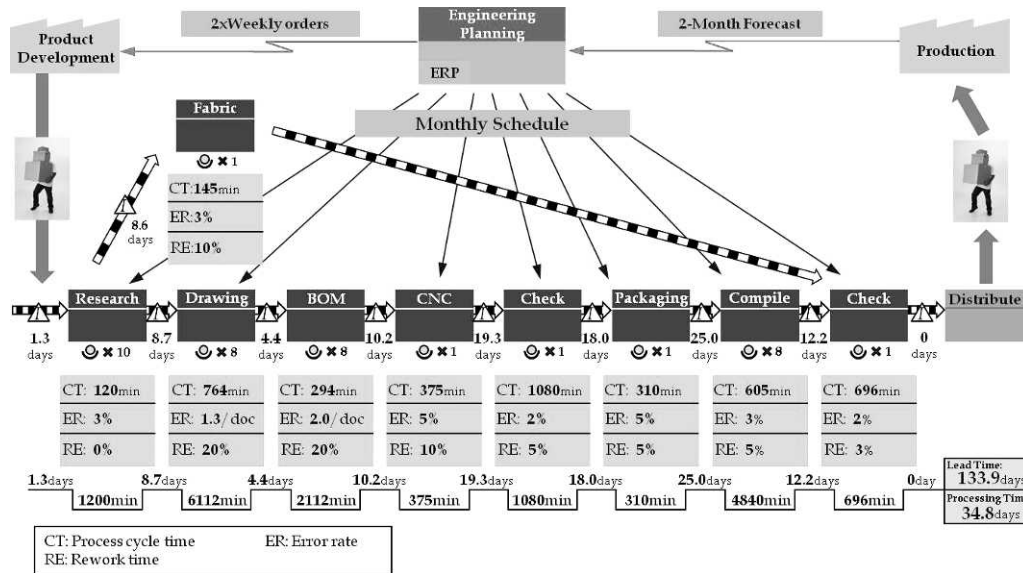 Product
Development
2xWeekly orders
Engineering
Planning
ERP
2-Month Forecast
Production
Monthly Schedule
Fabric
× 1
CT:145min
ER:3%
RE:10%
8.6
days
Research
Drawing
BOM
CNC
Check
Packaging
Compile
Check
Distribute
1.3
days
× 10
8.7
days
× 8
4.4
days
× 8
10.2
days
× 1
19.3
days
× 1
18.0
days
× 1
25.0
days
× 8
12.2
days
× 1
0
days
CT: 120min
ER: 3%
RE: 0%
CT: 764min
ER: 1.3/doc
RE: 20%
CT: 294min
ER: 2.0/doc
RE: 20%
CT: 375min
ER: 5%
RE: 10%
CT: 1080min
ER: 2%
RE: 5%
CT: 310min
ER: 5%
RE: 5%
CT: 605min
ER: 3%
RE: 5%
CT: 696min
ER: 2%
RE: 3%
1.3days
8.7days
4.4days
10.2days
19.3days
18.0days
25.0days
12.2days
0day
1200min
6112min
2112min
375min
1080min
310min
4840min
696min
Lead Time:
133.9days
Processing Time
34.8days
CT: Process cycle time
ER: Error rate
RE: Rework time